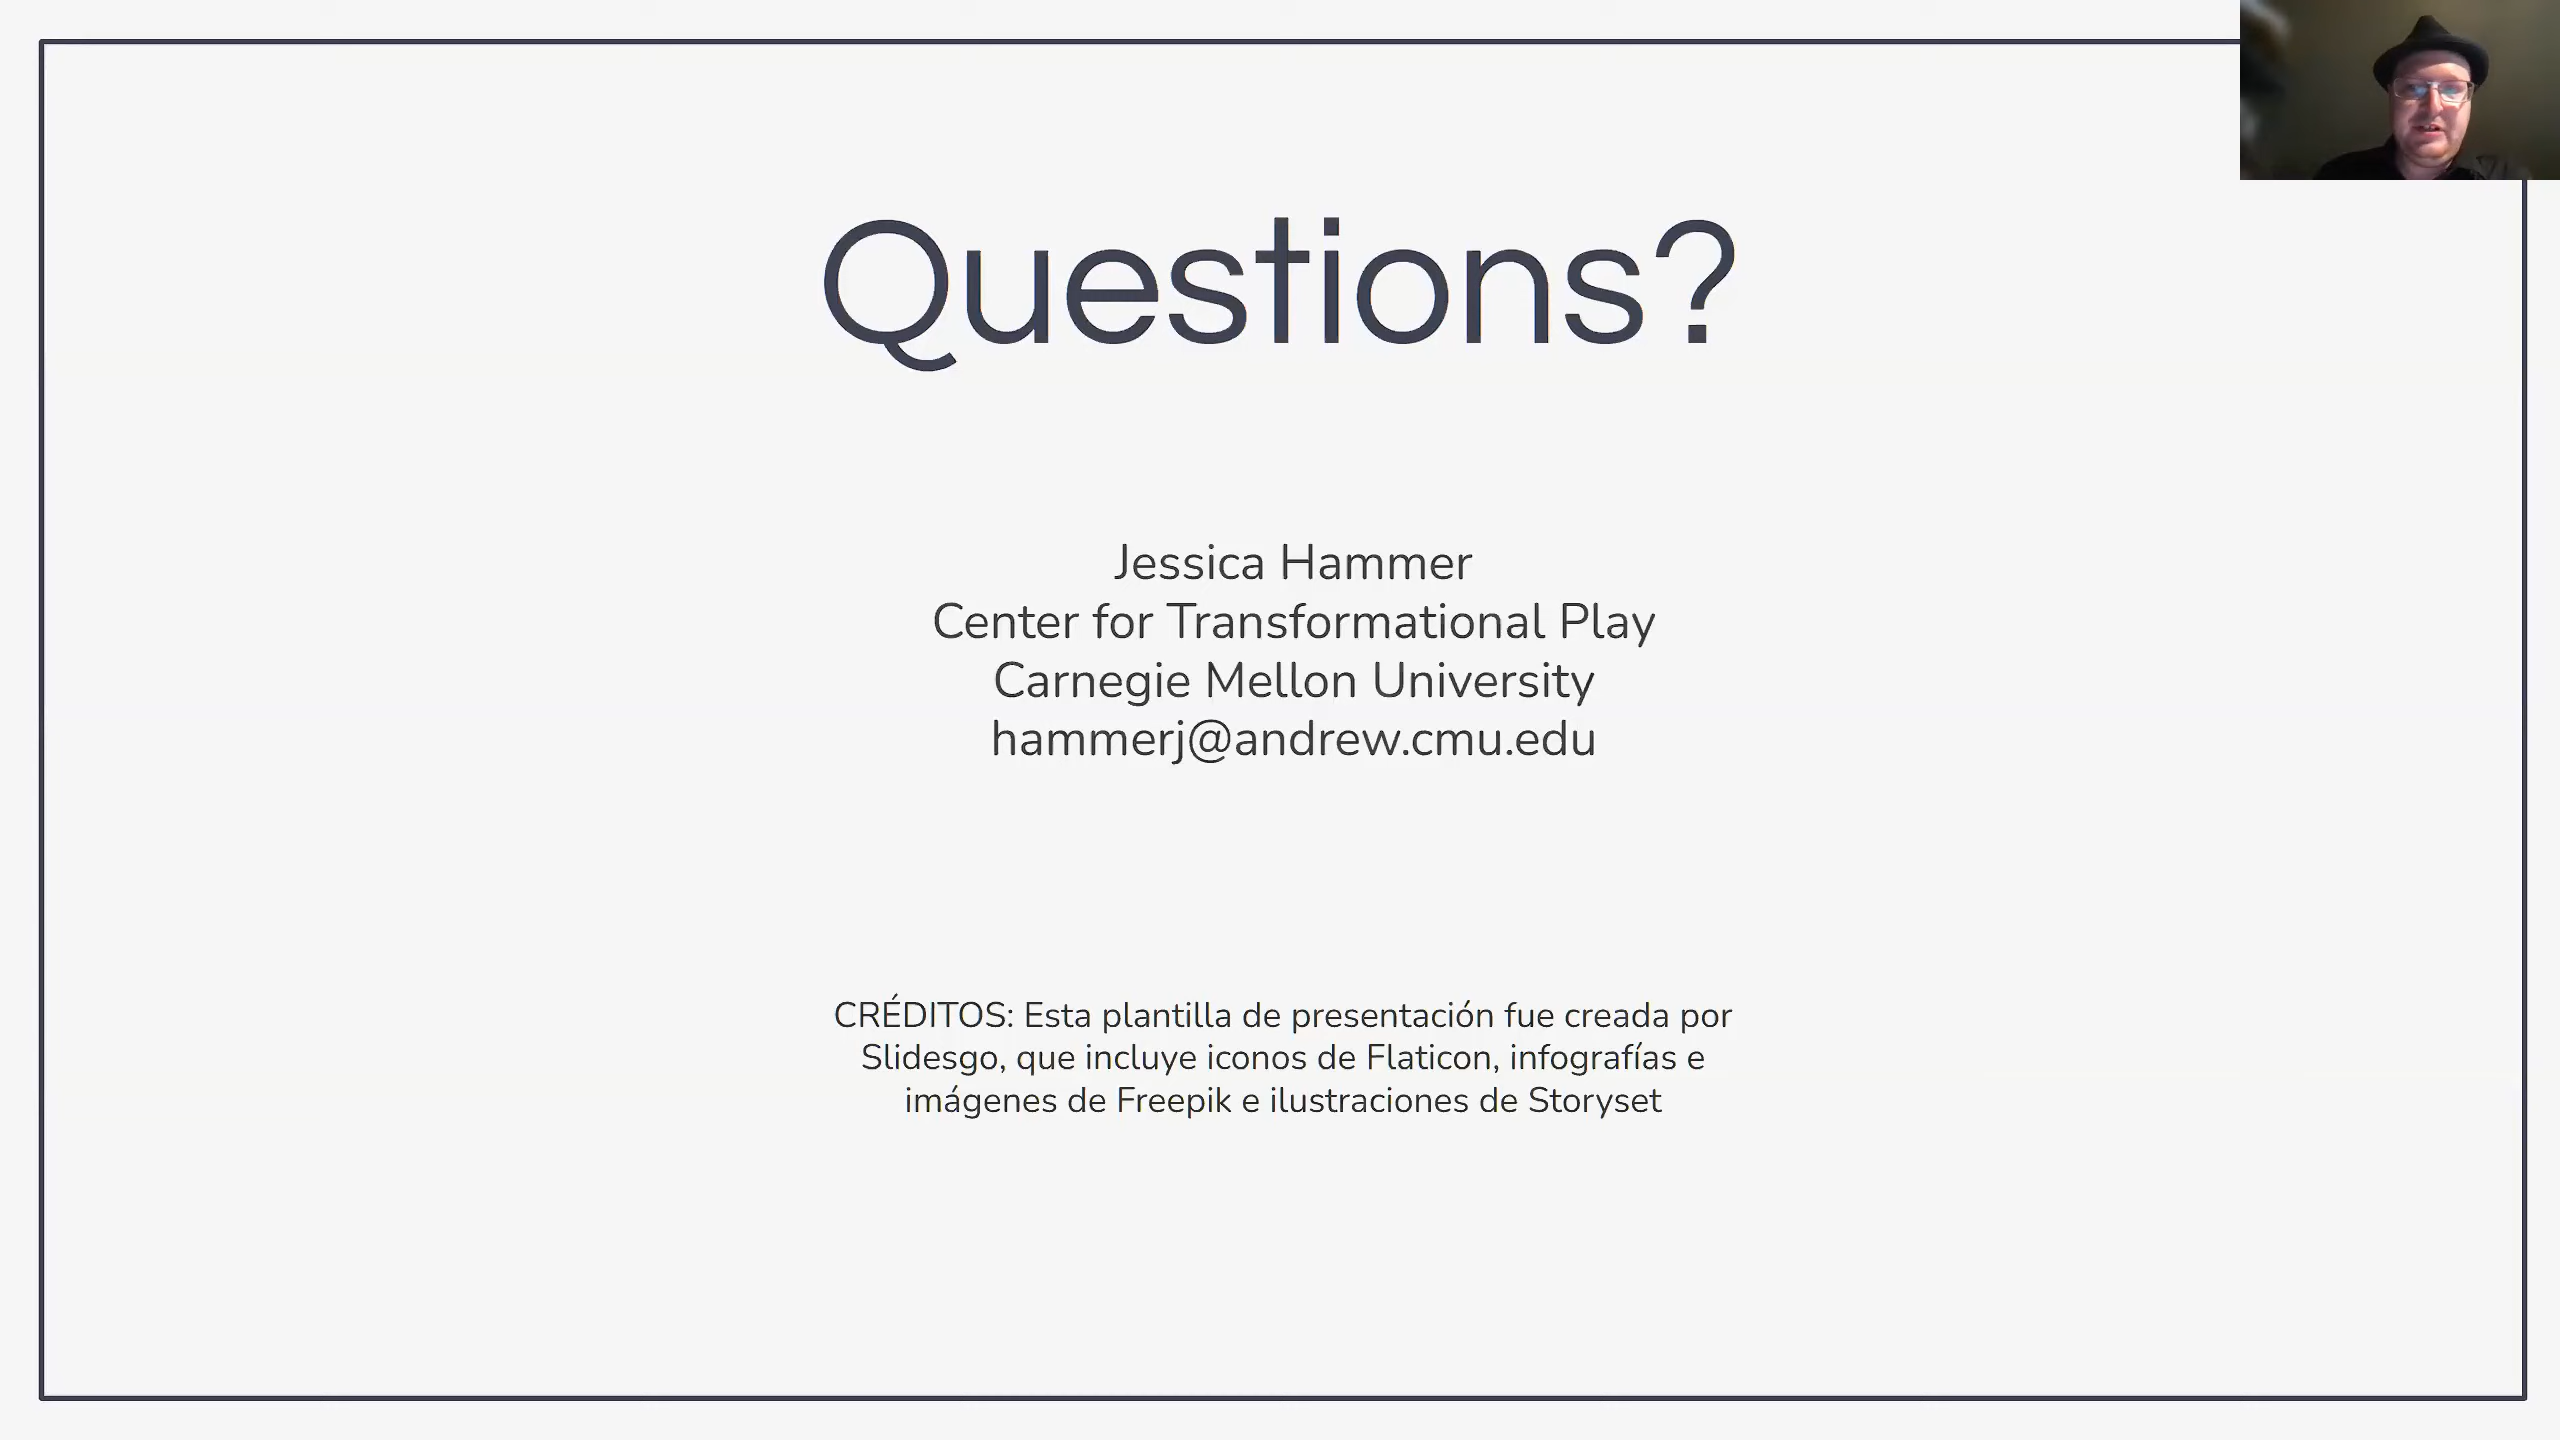 Questions?
Jessica Hammer
Center for Transformational Play
Carnegie Mellon University
hammerj@andrew.cmu.edu
CRÉDITOS: Esta plantilla de presentación fue creada por
Slidesgo, que incluye iconos de Flaticon, infografías e
imágenes de Freepik e ilustraciones de Storyset